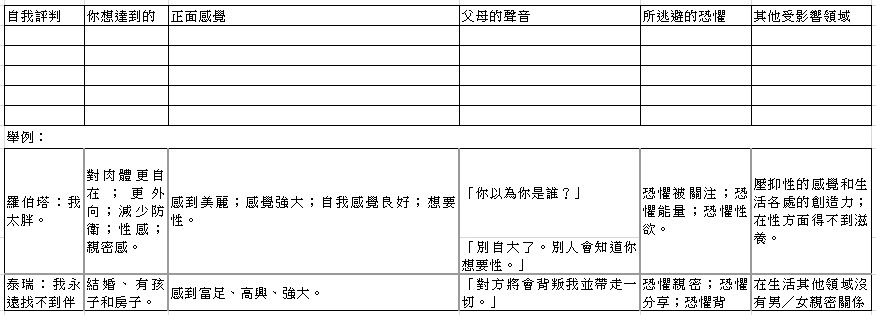 自我評判 你想達到的 正面感覺 父母的聲音 所逃避的恐懼 其他受影響領域
舉例：
羅伯塔：我
太胖。
對肉體更自
在；更外
向；減少防
衛；性感；
親密感。
感到美麗；感覺強大；自我感覺良好；想要
性。
「你以為你是誰？」
「別自大了。別人會知道你
想要性。」
恐懼被關注；恐
懼能量；恐懼性
欲。
壓抑性的感覺和生
活各處的創造力；
在性方面得不到滋
養。
泰瑞：我永
遠找不到伴
結婚、有孩
子和房子。
感到富足、高興、強大。
「對方將會背叛我並帶走一
切。」
恐懼親密；恐懼
分享；恐懼背
在生活其他領域沒
有男／女親密關係